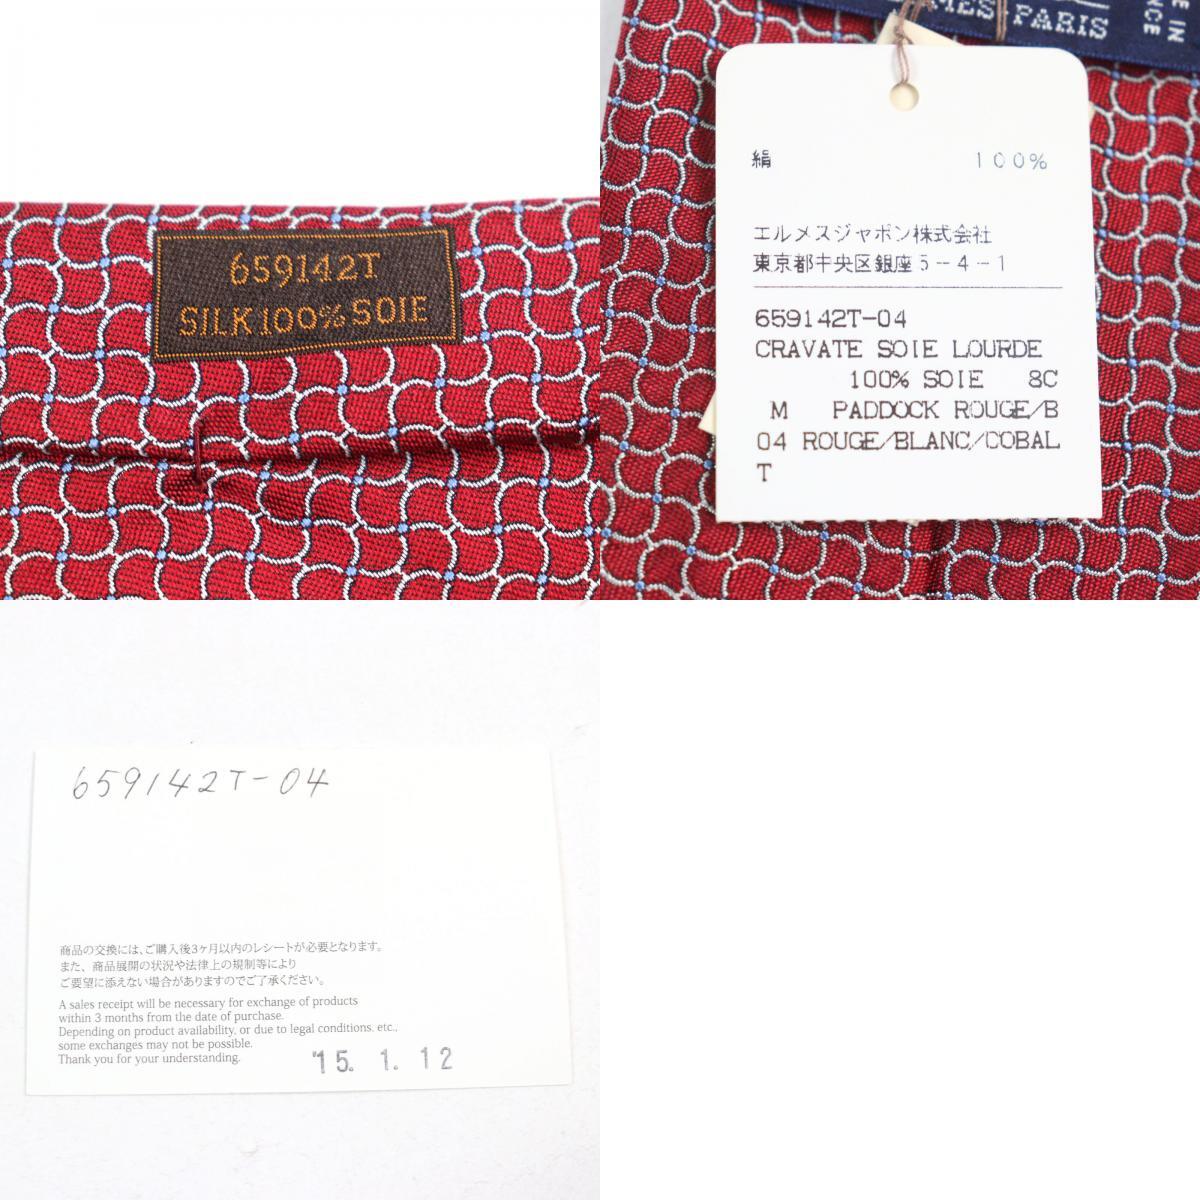 659142T
SILK 100% SOIE
MES PARIS
E IN
NCE
絹 100%
エルメスジャポン株式会社
東京都中央区銀座5-4-1
659142T-04
CRAVATE SOIE LOURDE
100% SOIE 8C
M PADDOCK ROUGE/B
04 ROUGE/BLANC/COBAL
T
659142T-04
商品の交換には、ご購入後3ヶ月以内のレシートが必要となります。
また、商品展開の状況や法律上の規制等により
ご要望に添えない場合がありますのでご了承ください。
A sales receipt will be necessary for exchange of products
within 3 months from the date of purchase.
Depending on product availability, or due to legal conditions, etc.,
some exchanges may not be possible.
Thank you for your understanding.
'15. 1. 12